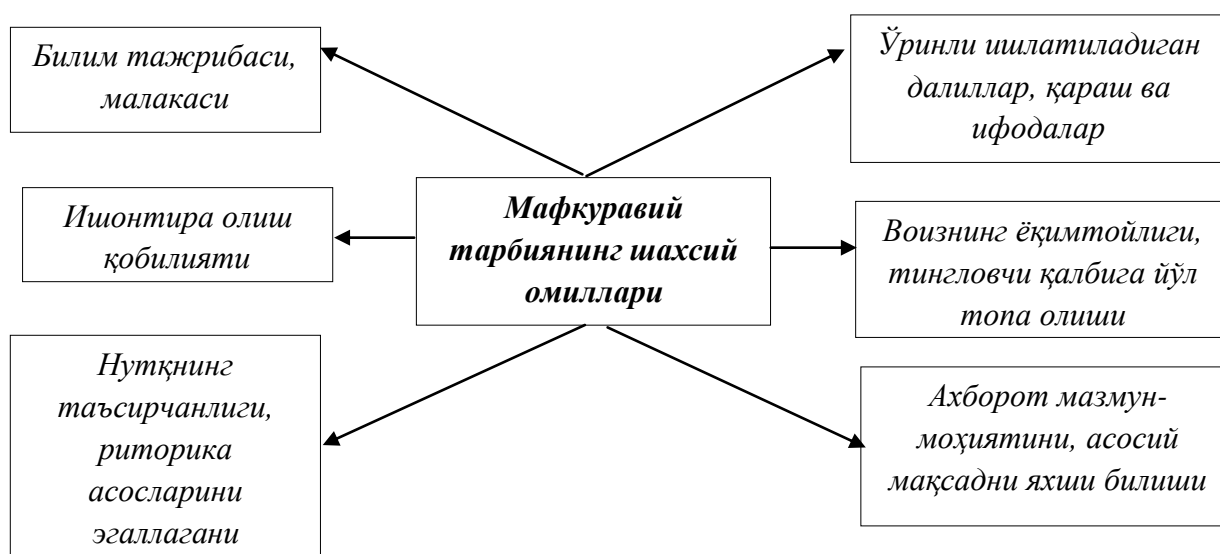 Билим тажрибаси,
малакаси
Ўринли ишлатиладиган
далиллар, қараш ва
ифодалар
Ишонтира олиш
қобилияти
Мафкуравий
тарбиянинг шахсий
омиллари
Воизнинг ёқимтойлиги,
тингловчи қалбига йўл
топа олиши
Нутқнинг
таъсирчанлиги,
риторика
асосларини
эгаллагани
Ахборот мазмун-
моҳиятини, асосий
мақсадни яхши билиши